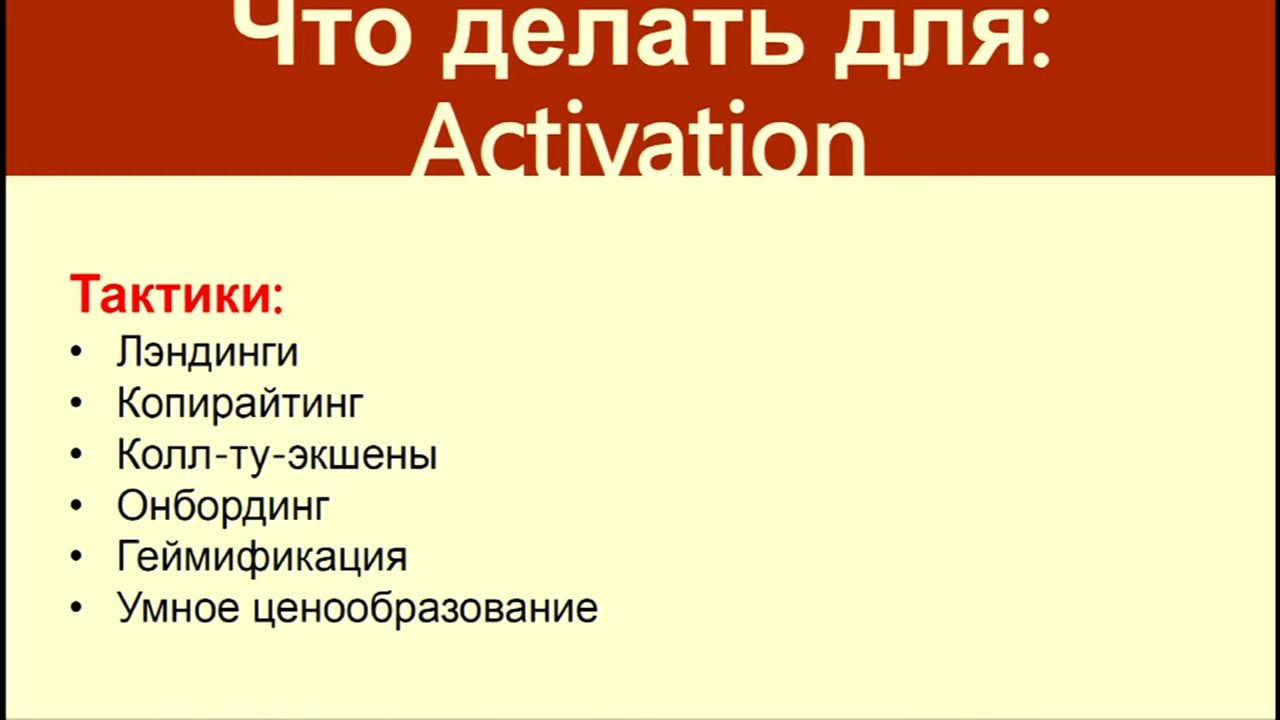 Что делать для:
Activation
Тактики:
• Лэндинги
• Копирайтинг
• Колл-ту-экшены
• Онбординг
• Геймификация
• Умное ценообразование